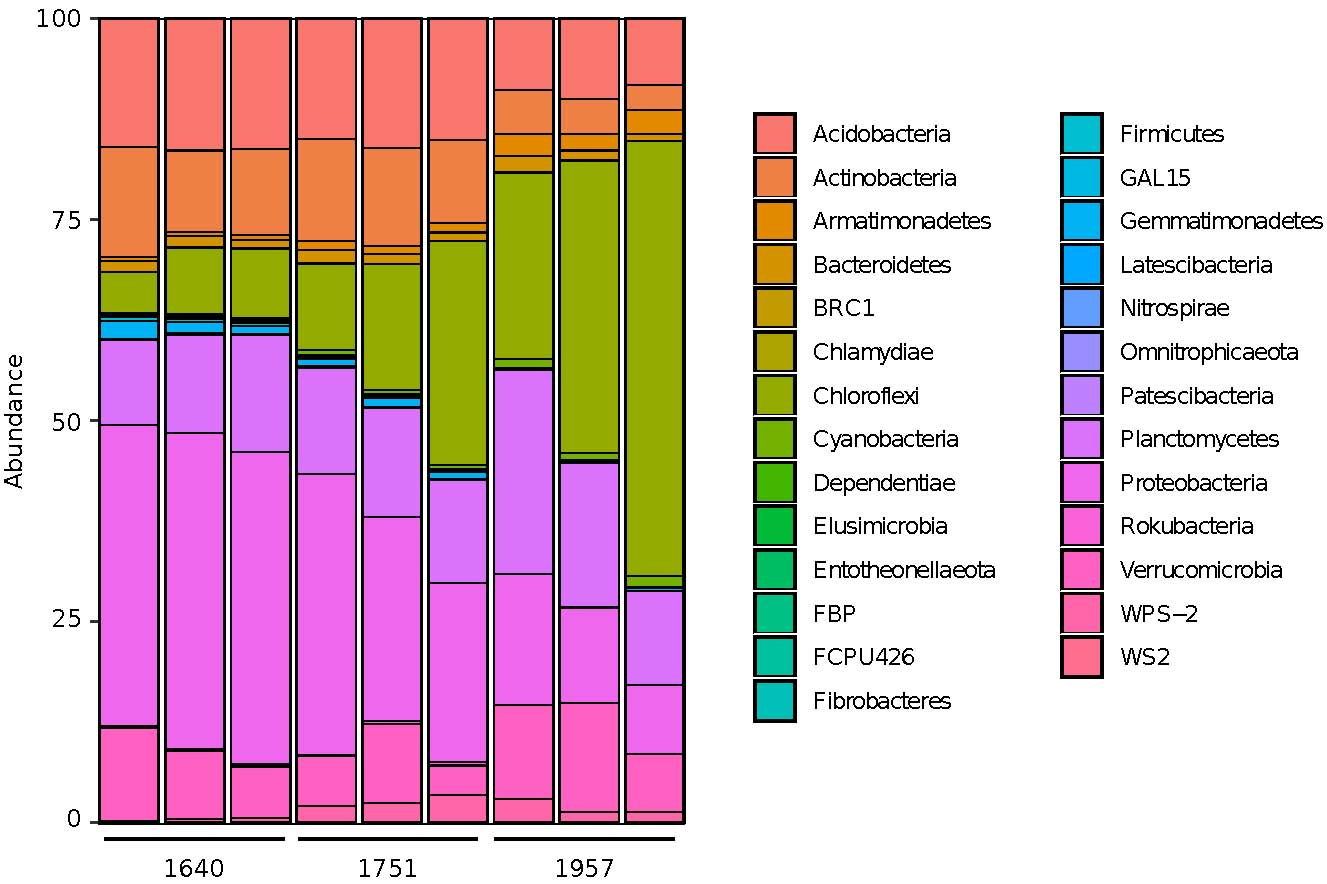 100
75
50
25
0
Abundance
1640 1751 1957
Acidobacteria
Actinobacteria
Armatimonadetes
Bacteroidetes
BRC1
Chlamydiae
Chloroflexi
Cyanobacteria
Dependentiae
Elusimicrobia
Entotheonellaeota
FBP
FCPU426
Fibrobacteres
Firmicutes
GAL15
Gemmatimonadetes
Latescibacteria
Nitrospirae
Omnitrophicaeota
Patescibacteria
Planctomycetes
Proteobacteria
Rokubacteria
Verrucomicrobia
WPS−2
WS2